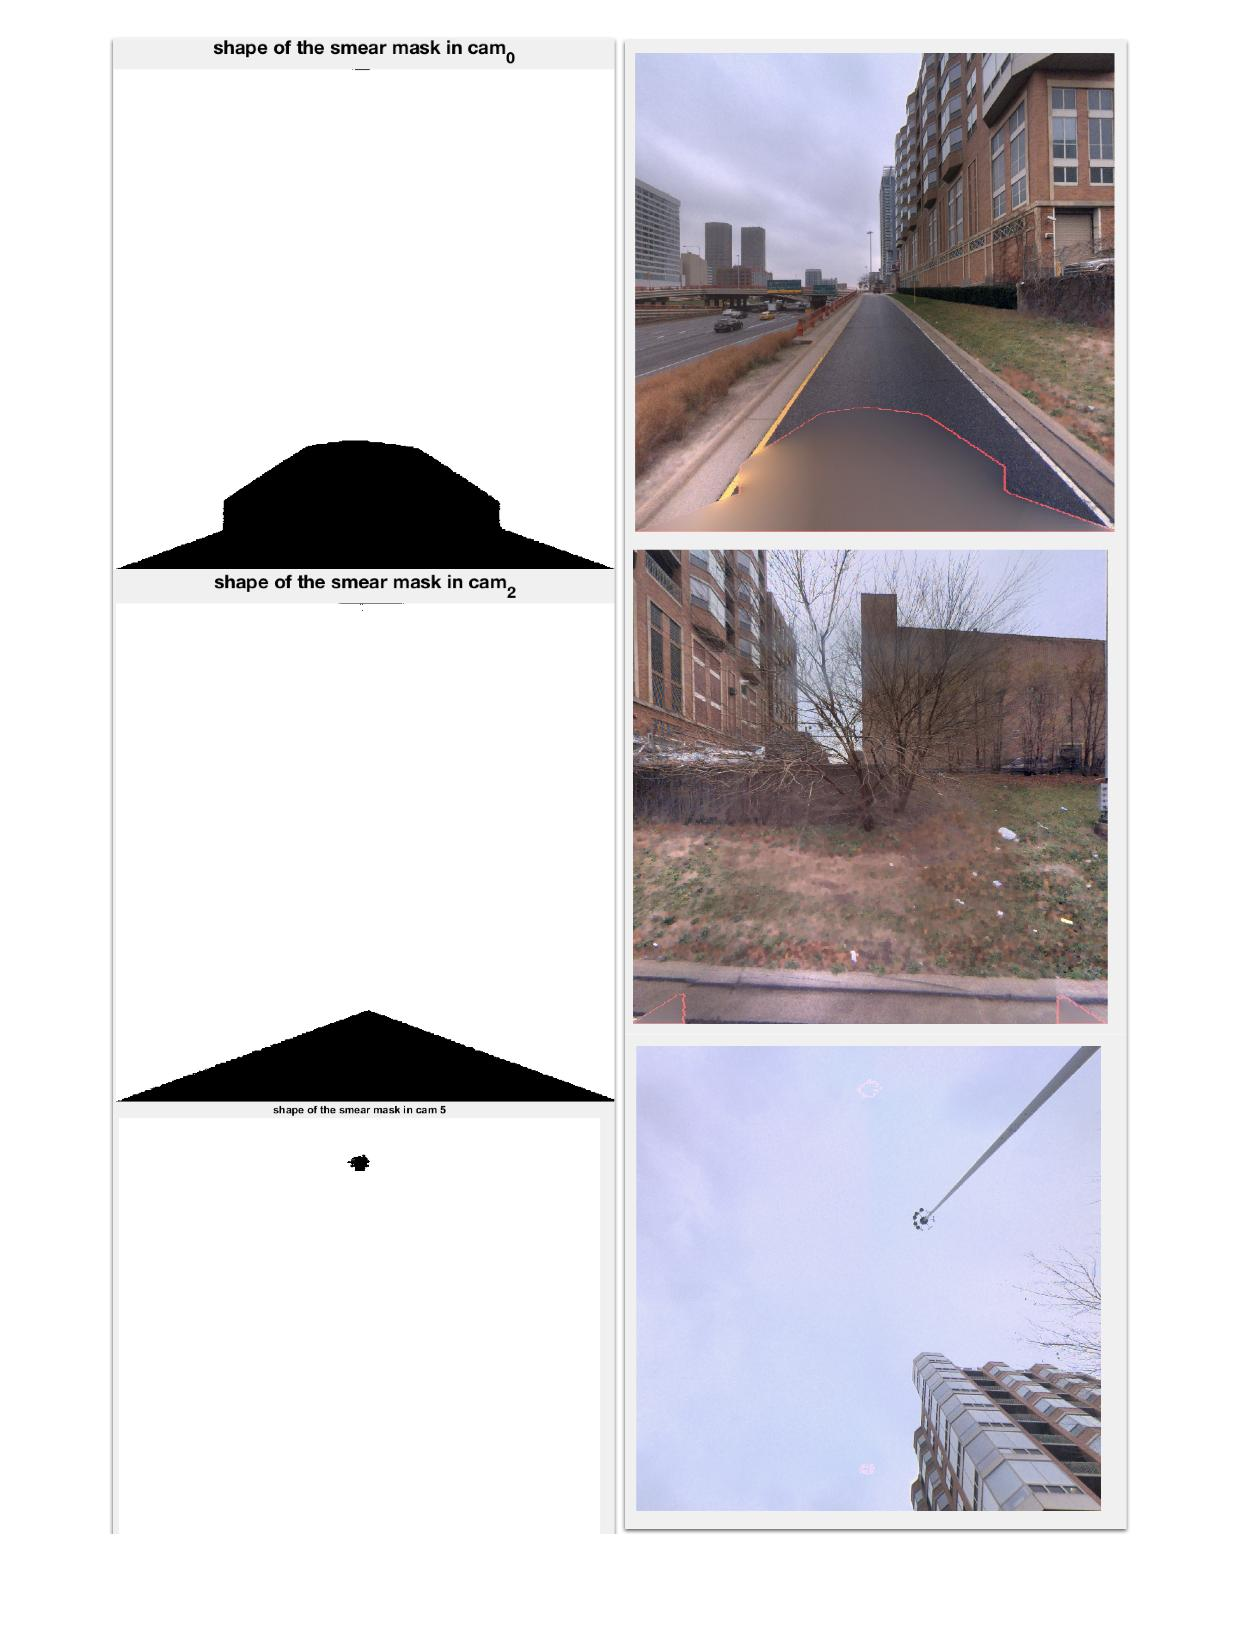 shape of the smear mask in cam0
shape of the smear mask in cam2
shape of the smear mask in cam 5